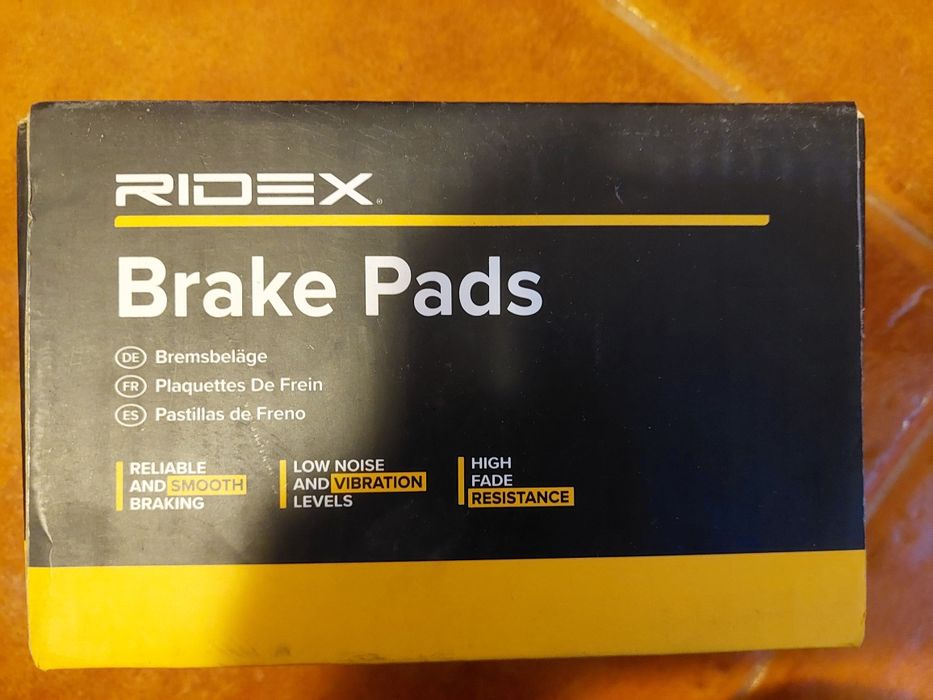 RIDEX®
Brake Pads
DE Bremsbeläge
FR Plaquettes De Frein
ES Pastillas de Freno
RELIABLE
AND SMOOTH
BRAKING
LOW NOISE
AND VIBRATION
LEVELS
HIGH
FADE
RESISTANCE